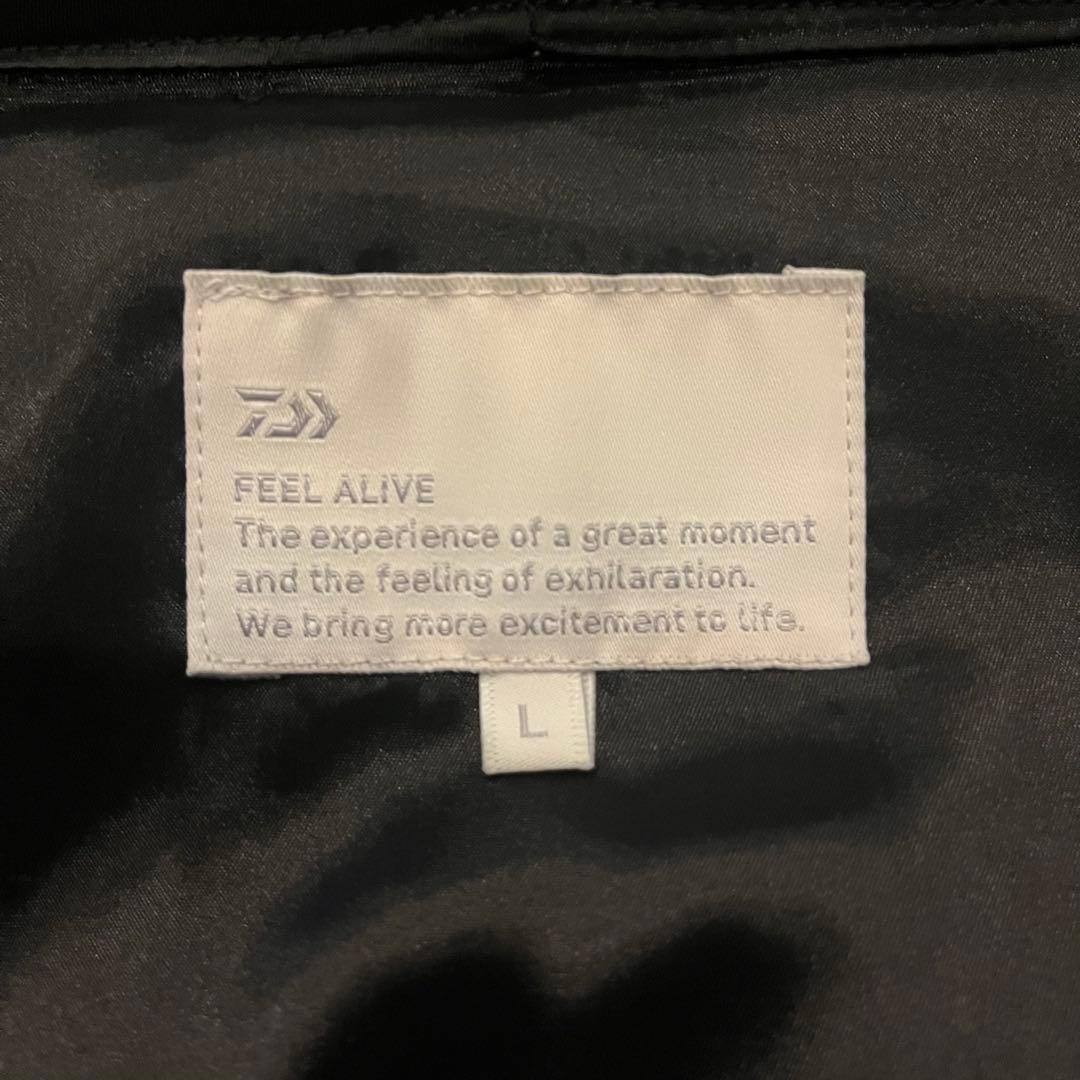 FEEL ALIVE
The experience of a great moment
and the feeling of exhilaration.
We bring more excitement to life.
L